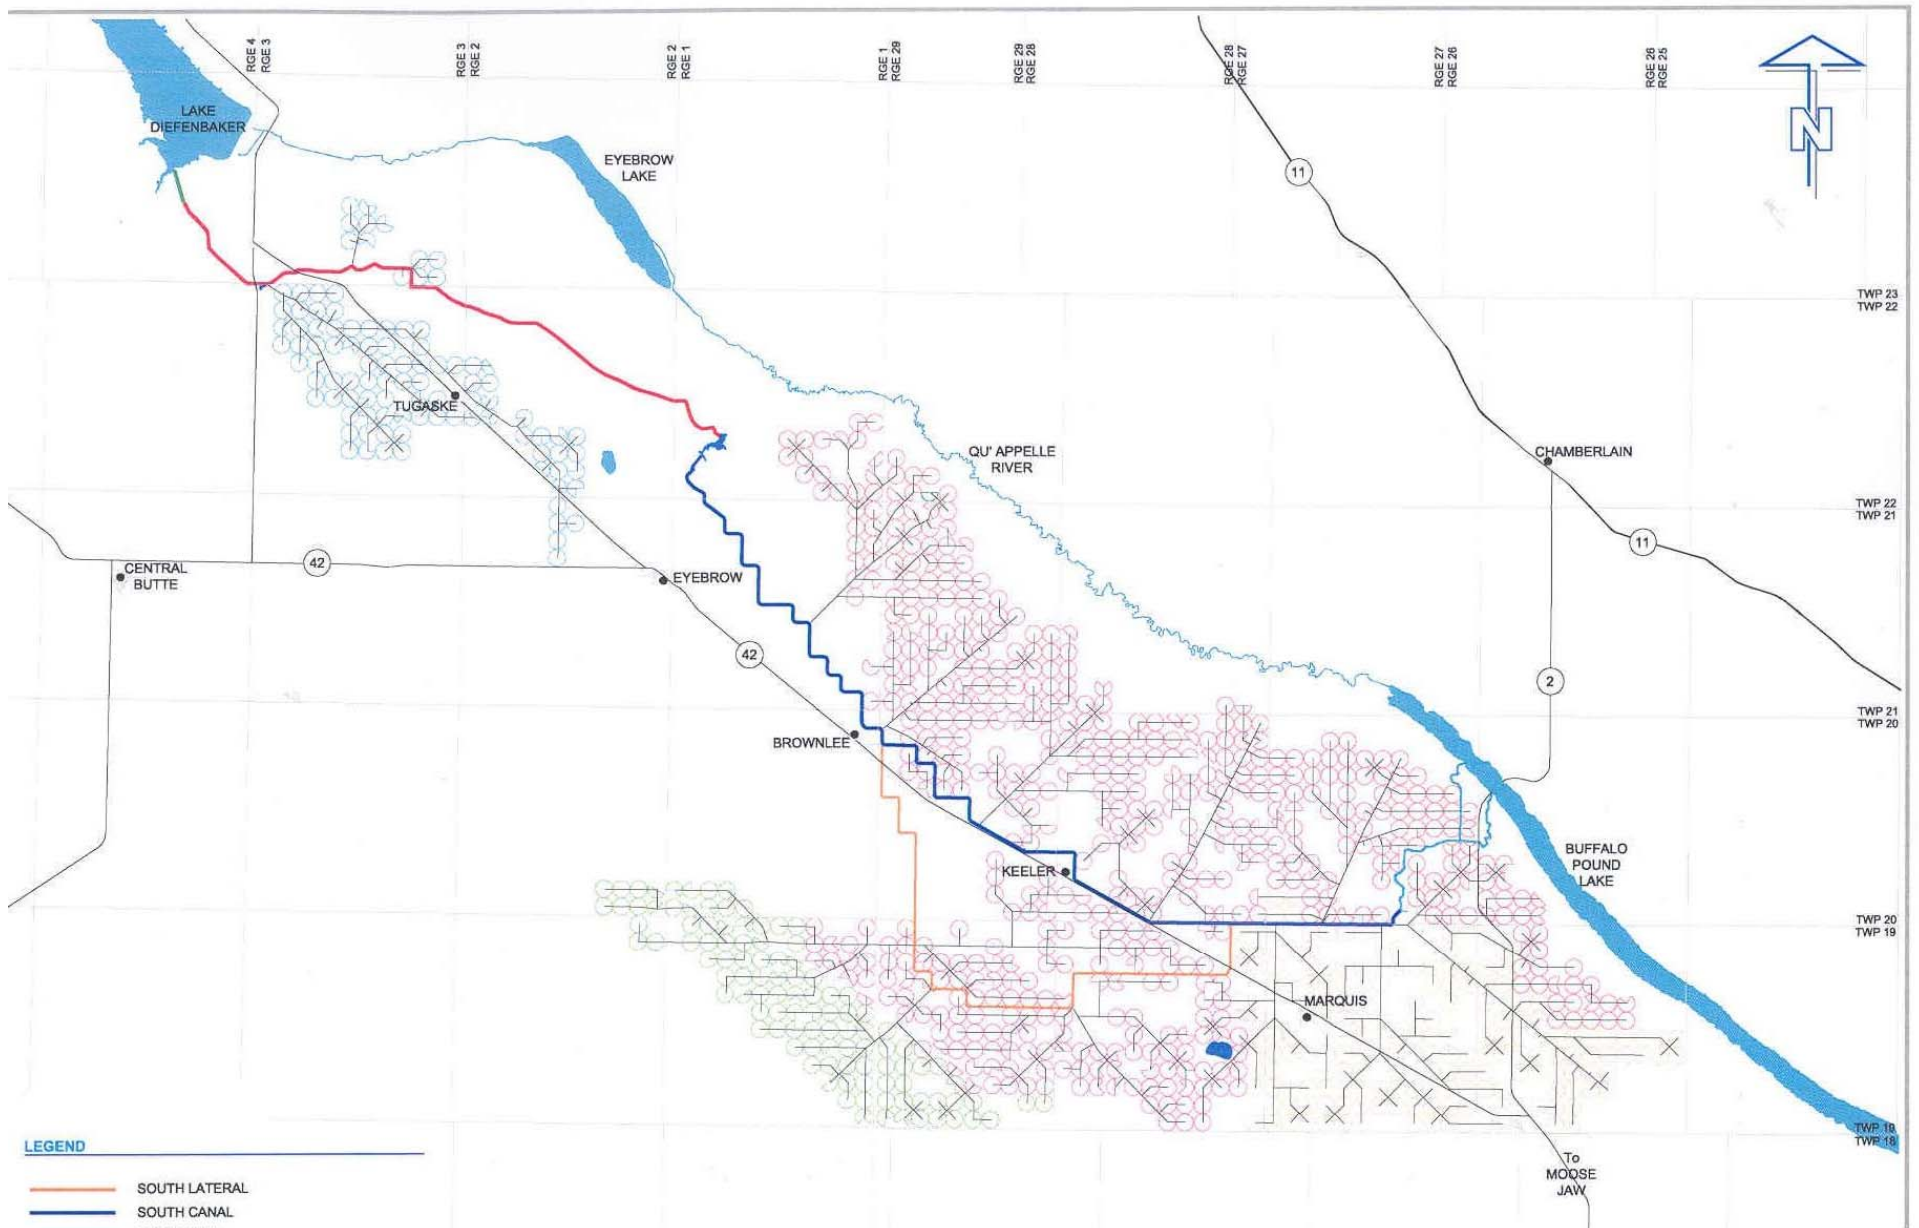 RGE 4
RGE 3
RGE 3
RGE 2
RGE 2
RGE 1
RGE 1
RGE 29
RGE 29
RGE 28
RGE 28
RGE 27
RGE 27
RGE 26
RGE 26
RGE 25
N
LAKE
DIEFENBAKER
EYEBROW
LAKE
11
TWP 23
TWP 22
TUGASKE
QU' APPELLE
RIVER
CHAMBERLAIN
TWP 22
TWP 21
11
CENTRAL
BUTTE
42
EYEBROW
42
2
TWP 21
TWP 20
BROWNLEE
KEELER
BUFFALO
POUND
LAKE
TWP 20
TWP 19
MARQUIS
TWP 19
TWP 18
To
MOOSE
JAW
LEGEND
SOUTH LATERAL
SOUTH CANAL